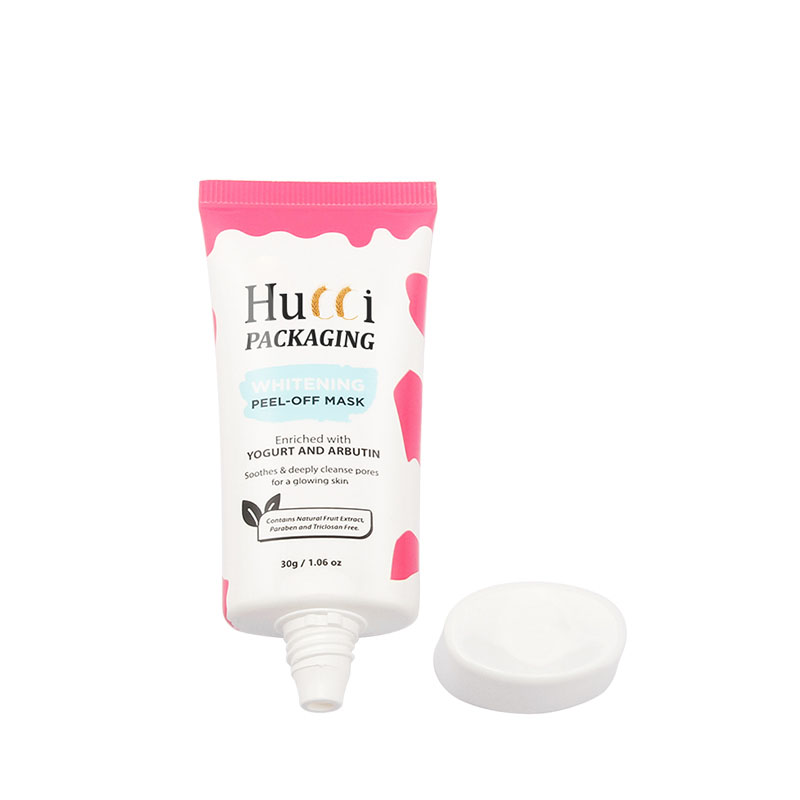 Hucci
PACKAGING
WHITENING
PEEL-OFF MASK
Enriched with
YOGURT AND ARBUTIN
Soothes & deeply cleanse pores
for a glowing skin
Contains Natural Fruit Extract,
Paraben and Triclosan Free.
30g / 1.06 oz